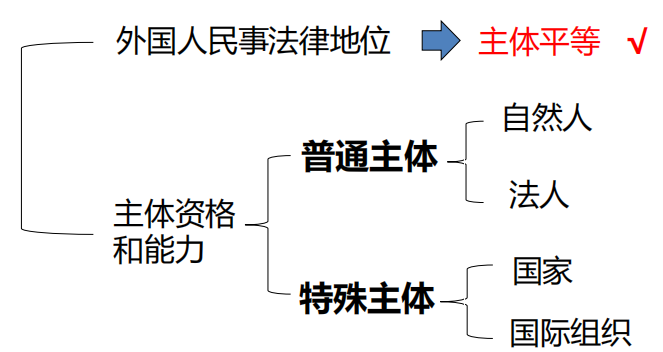 外国人民事法律地位
主体平等 √
自然人
普通主体
法人
主体资格
和能力
国家
特殊主体
国际组织